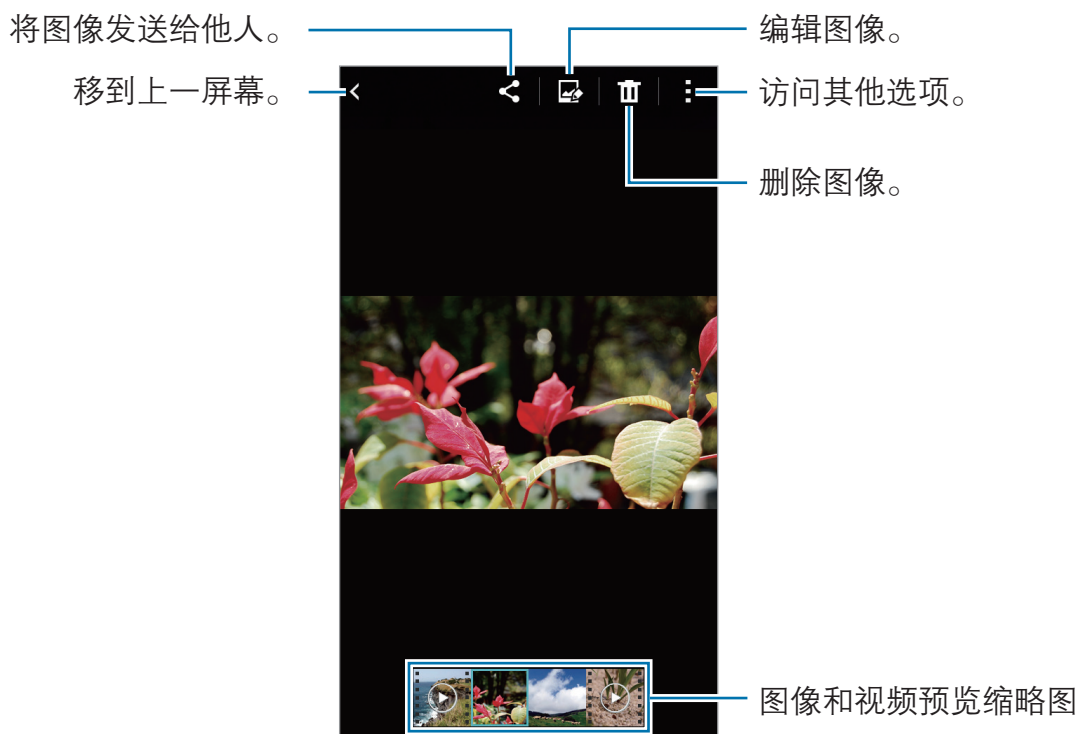 将图像发送给他人。
编辑图像。
移到上一屏幕。
访问其他选项。
删除图像。
图像和视频预览缩略图